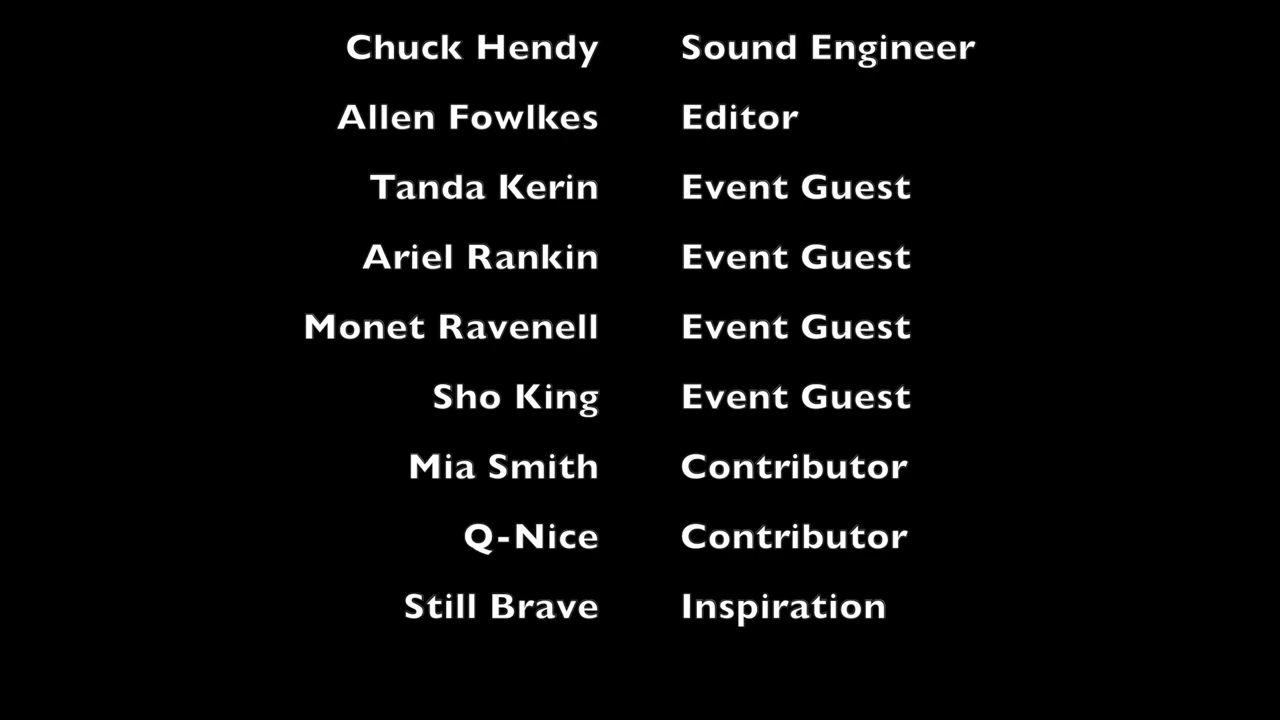 Chuck Hendy Sound Engineer
Allen Fowlkes Editor
Tanda Kerin Event Guest
Ariel Rankin Event Guest
Monet Ravenell Event Guest
Sho King Event Guest
Mia Smith Contributor
Q-Nice Contributor
Still Brave Inspiration